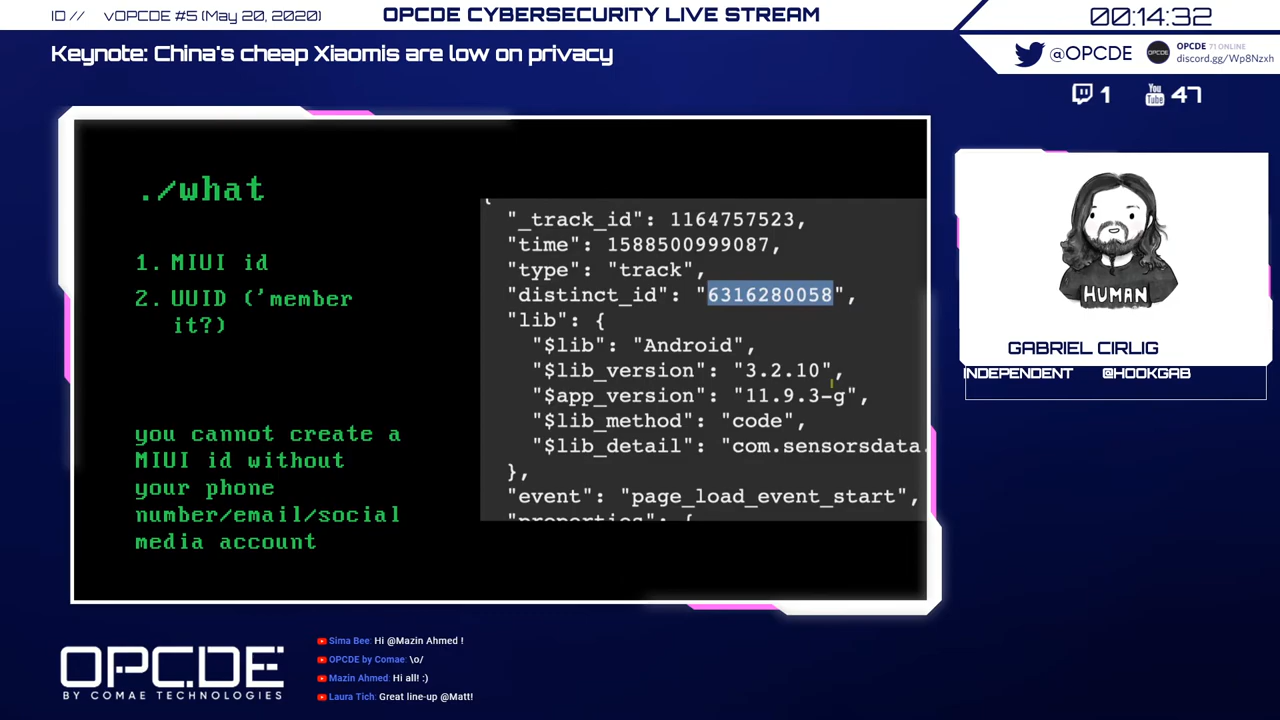 ID // vOPCDE #5 (May 20, 2020)
OPCDE CYBERSECURITY LIVE STREAM
00:14:32
Keynote: China's cheap Xiaomis are low on privacy
@OPCDE
OPCDE 71 ONLINE
discord.gg/Wp8Nzxh
1
You Tube 47
./what
1. MIUI id
2. UUID ('member
it?)
you cannot create a
MIUI id without
your phone
number/email/social
media account
{
"_track_id": 1164757523,
"time": 1588500999087,
"type": "track",
"distinct_id": "6316280058",
"lib": {
"$lib": "Android",
"$lib_version": "3.2.10",
"$app_version": "11.9.3-g",
"$lib_method": "code",
"$lib_detail": "com.sensorsdata.
},
"event": "page_load_event_start",
"properties": {
HUMAN
GABRIEL CIRLIG
INDEPENDENT @HOOKGAB
OPCDE
BY COMAE TECHNOLOGIES
Sima Bee: Hi @Mazin Ahmed !
OPCDE by Comae: \o/
Mazin Ahmed: Hi all! :)
Laura Tich: Great line-up @Matt!